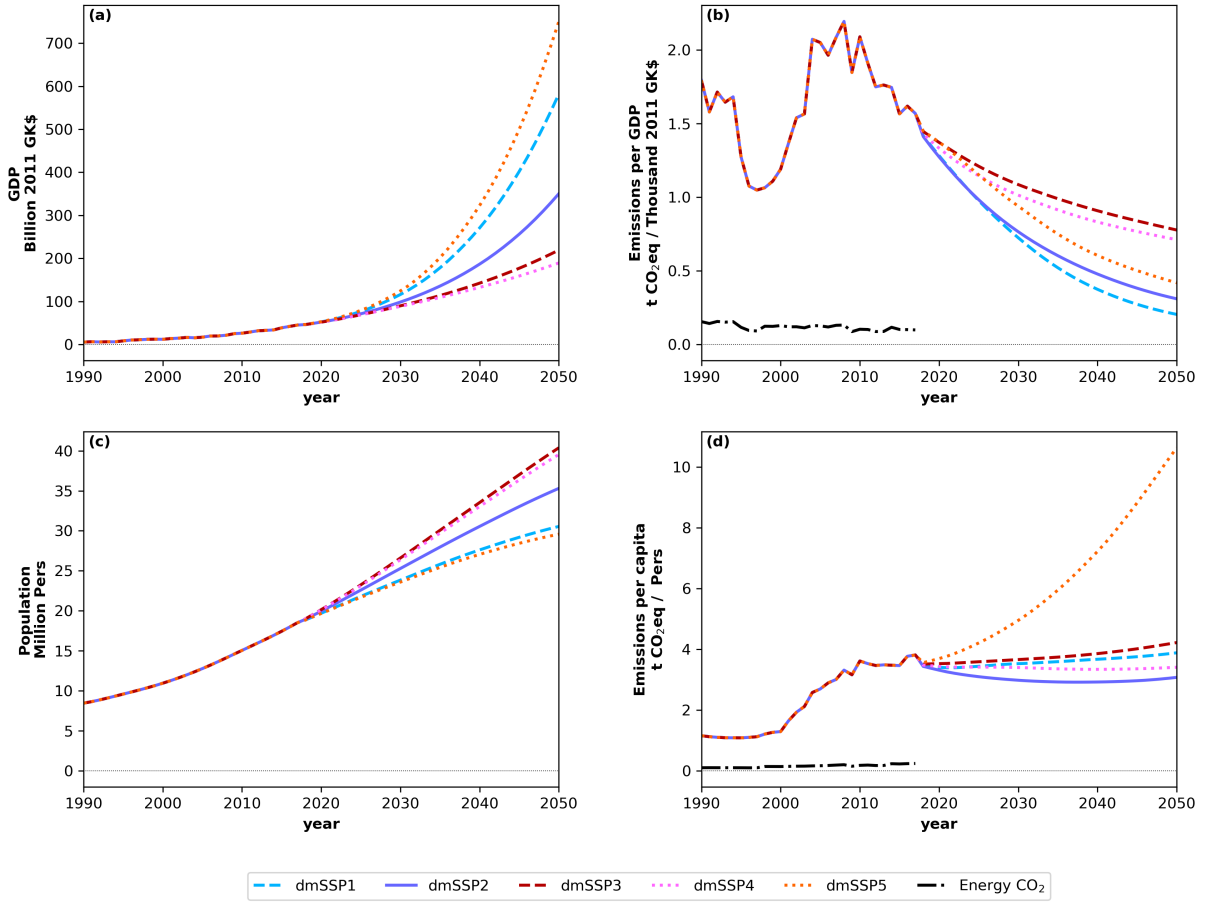 (a)
GDP
Billion 2011 GK$
700
600
500
400
300
200
100
0
1990 2000 2010 2020 2030 2040 2050
year
(b)
Emissions per GDP
t CO₂eq / Thousand 2011 GK$
2.0
1.5
1.0
0.5
0.0
1990 2000 2010 2020 2030 2040 2050
year
(c)
Population
Million Pers
40
35
30
25
20
15
10
5
0
1990 2000 2010 2020 2030 2040 2050
year
(d)
Emissions per capita
t CO₂eq / Pers
10
8
6
4
2
0
1990 2000 2010 2020 2030 2040 2050
year
dmSSP1 dmSSP2 dmSSP3 dmSSP4 dmSSP5 Energy CO₂